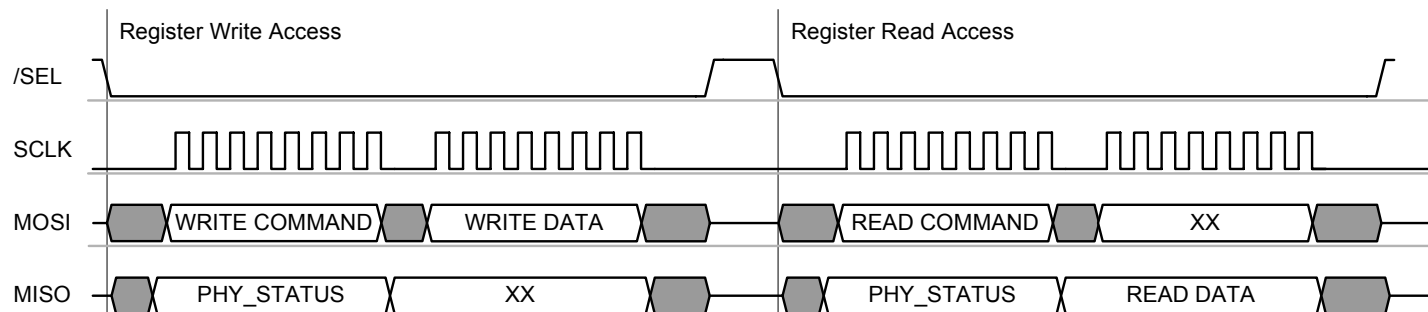 Register Write Access Register Read Access
/SEL
SCLK
MOSI WRITE COMMAND WRITE DATA READ COMMAND XX
MISO PHY_STATUS XX PHY_STATUS READ DATA